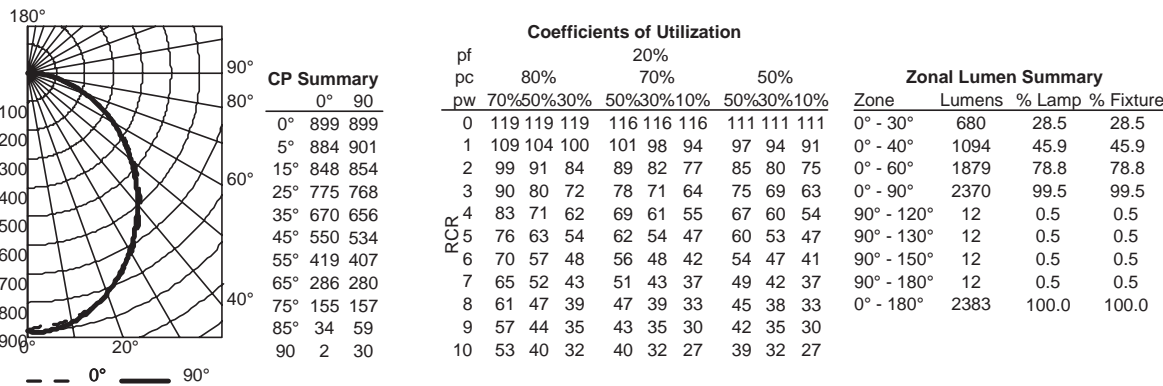 180°
90°
80°
60°
40°
100
200
300
400
500
600
700
800
900
0°
20°
0° 90°
CP Summary
0° 90
0° 899 899
5° 884 901
15° 848 854
25° 775 768
35° 670 656
45° 550 534
55° 419 407
65° 286 280
75° 155 157
85° 34 59
90 2 30
Coefficients of Utilization
pf 20%
pc 80% 70% 50%
pw 70%50%30% 50%30%10% 50%30%10%
RCR
0 119 119 119 116 116 116 111 111 111
1 109 104 100 101 98 94 97 94 91
2 99 91 84 89 82 77 85 80 75
3 90 80 72 78 71 64 75 69 63
4 83 71 62 69 61 55 67 60 54
5 76 63 54 62 54 47 60 53 47
6 70 57 48 56 48 42 54 47 41
7 65 52 43 51 43 37 49 42 37
8 61 47 39 47 39 33 45 38 33
9 57 44 35 43 35 30 42 35 30
10 53 40 32 40 32 27 39 32 27
Zonal Lumen Summary
Zone Lumens % Lamp % Fixture
0° - 30° 680 28.5 28.5
0° - 40° 1094 45.9 45.9
0° - 60° 1879 78.8 78.8
0° - 90° 2370 99.5 99.5
90° - 120° 12 0.5 0.5
90° - 130° 12 0.5 0.5
90° - 150° 12 0.5 0.5
90° - 180° 12 0.5 0.5
0° - 180° 2383 100.0 100.0